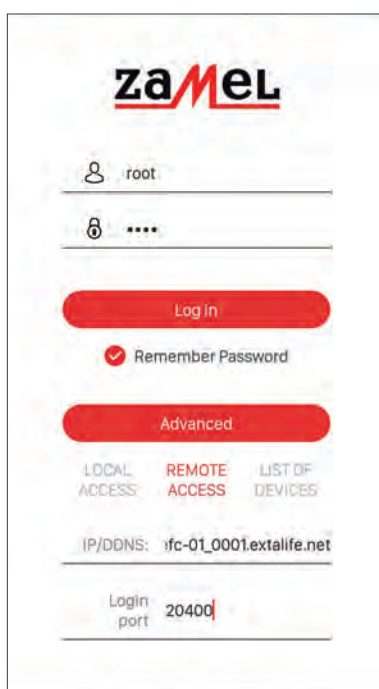 zaMeL
root
••••
Log in
Remember Password
Advanced
LOCAL ACCESS
REMOTE ACCESS
LIST OF DEVICES
IP/DDNS: fc-01_0001.extalife.net
Login port 20400